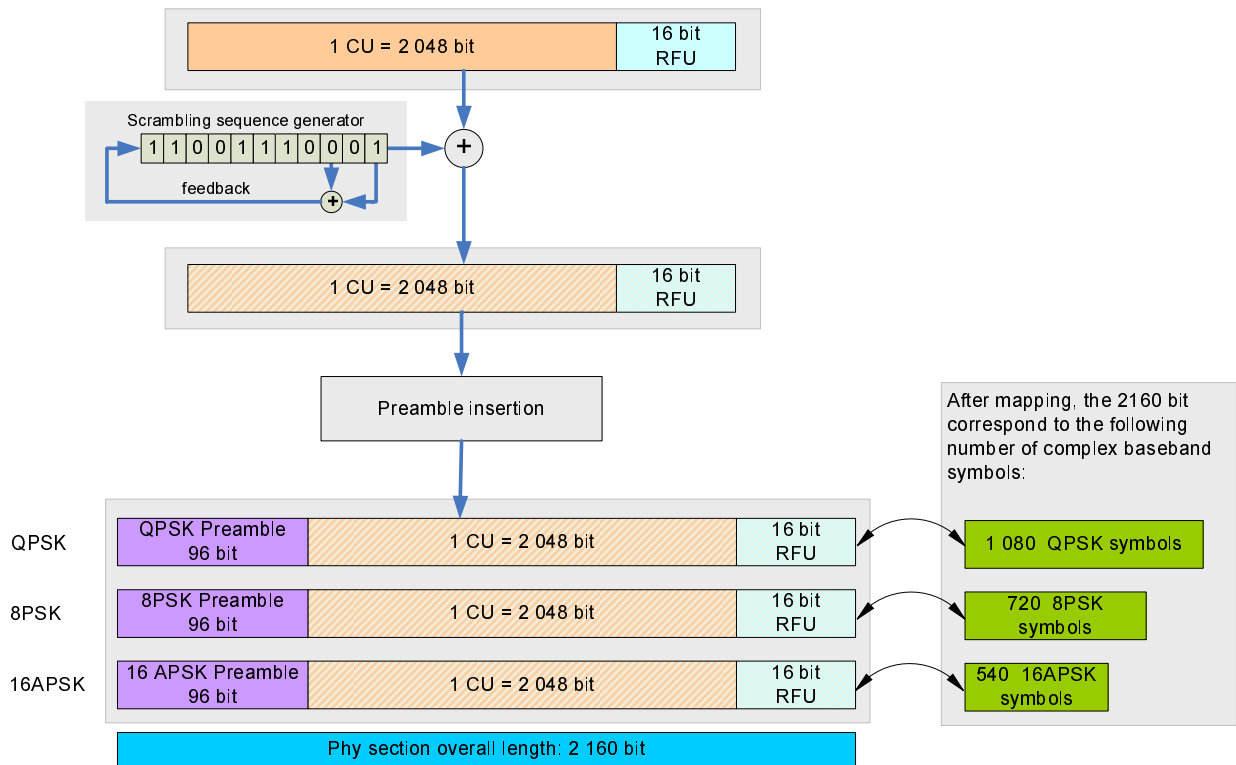 1 CU = 2 048 bit
16 bit
RFU
Scrambling sequence generator
1 1 0 0 1 1 1 0 0 0 1
+
feedback
+
1 CU = 2 048 bit
16 bit
RFU
Preamble insertion
After mapping, the 2160 bit
correspond to the following
number of complex baseband
symbols:
QPSK
QPSK Preamble
96 bit
1 CU = 2 048 bit
16 bit
RFU
1 080 QPSK symbols
8PSK
8PSK Preamble
96 bit
1 CU = 2 048 bit
16 bit
RFU
720 8PSK
symbols
16APSK
16 APSK Preamble
96 bit
1 CU = 2 048 bit
16 bit
RFU
540 16APSK
symbols
Phy section overall length: 2 160 bit